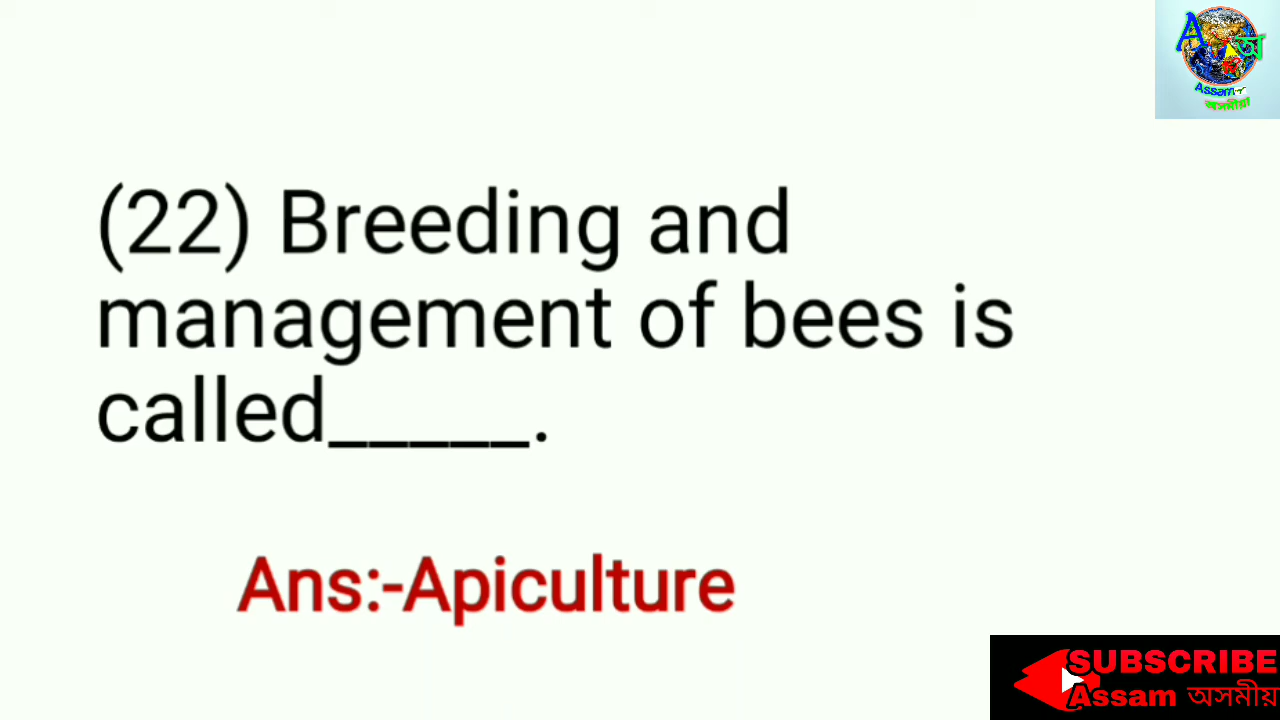 A অ
Assam
অসমীয়া
(22) Breeding and
management of bees is
called_____.
Ans:-Apiculture
SUBSCRIBE
Assam অসমীয়